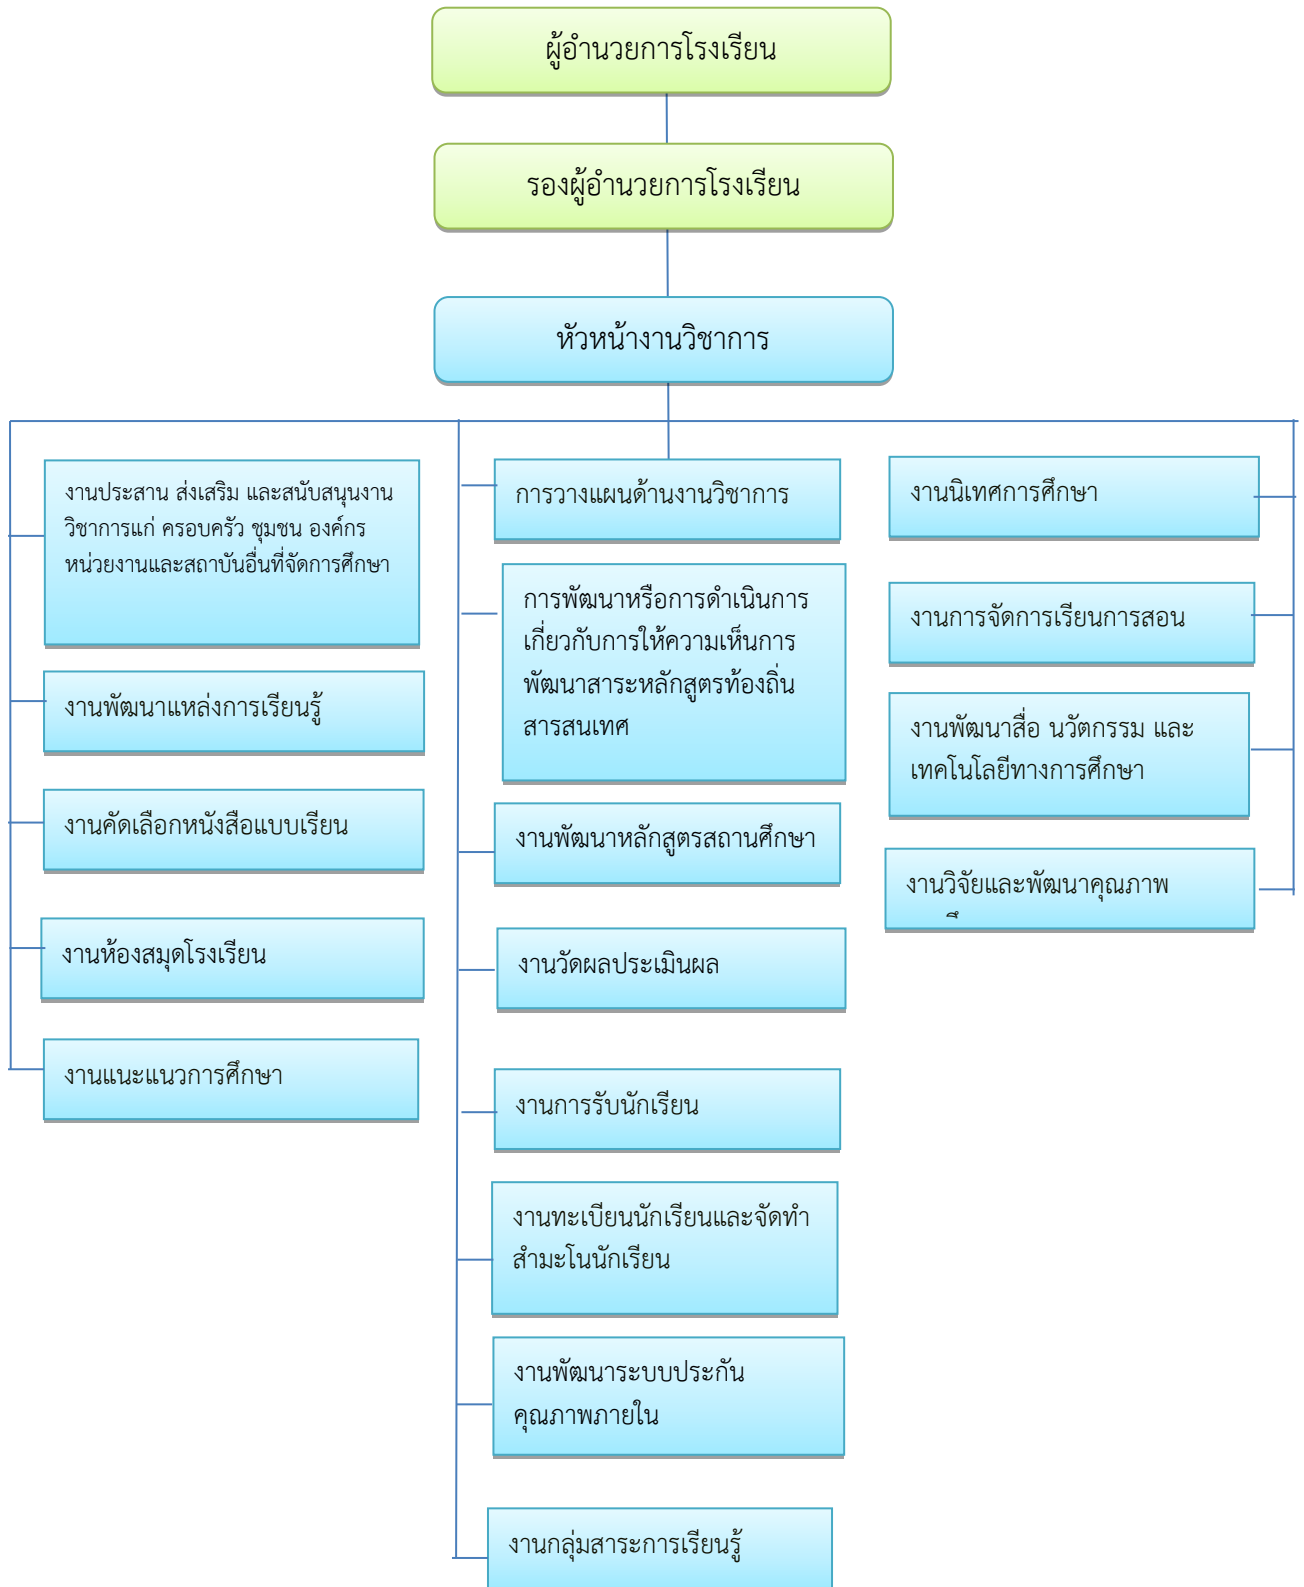 ผู้อำนวยการโรงเรียน
รองผู้อำนวยการโรงเรียน
หัวหน้างานวิชาการ
งานประสาน ส่งเสริม และสนับสนุนงาน
วิชาการแก่ ครอบครัว ชุมชน องค์กร
หน่วยงานและสถาบันอื่นที่จัดการศึกษา
งานพัฒนาแหล่งการเรียนรู้
งานคัดเลือกหนังสือแบบเรียน
งานห้องสมุดโรงเรียน
งานแนะแนวการศึกษา
การวางแผนด้านงานวิชาการ
การพัฒนาหรือการดำเนินการ
เกี่ยวกับการให้ความเห็นการ
พัฒนาสาระหลักสูตรท้องถิ่น
สารสนเทศ
งานพัฒนาหลักสูตรสถานศึกษา
งานวัดผลประเมินผล
งานการรับนักเรียน
งานทะเบียนนักเรียนและจัดทำ
สำมะโนนักเรียน
งานพัฒนาระบบประกัน
คุณภาพภายใน
งานกลุ่มสาระการเรียนรู้
งานนิเทศการศึกษา
งานการจัดการเรียนการสอน
งานพัฒนาสื่อ นวัตกรรม และ
เทคโนโลยีทางการศึกษา
งานวิจัยและพัฒนาคุณภาพ